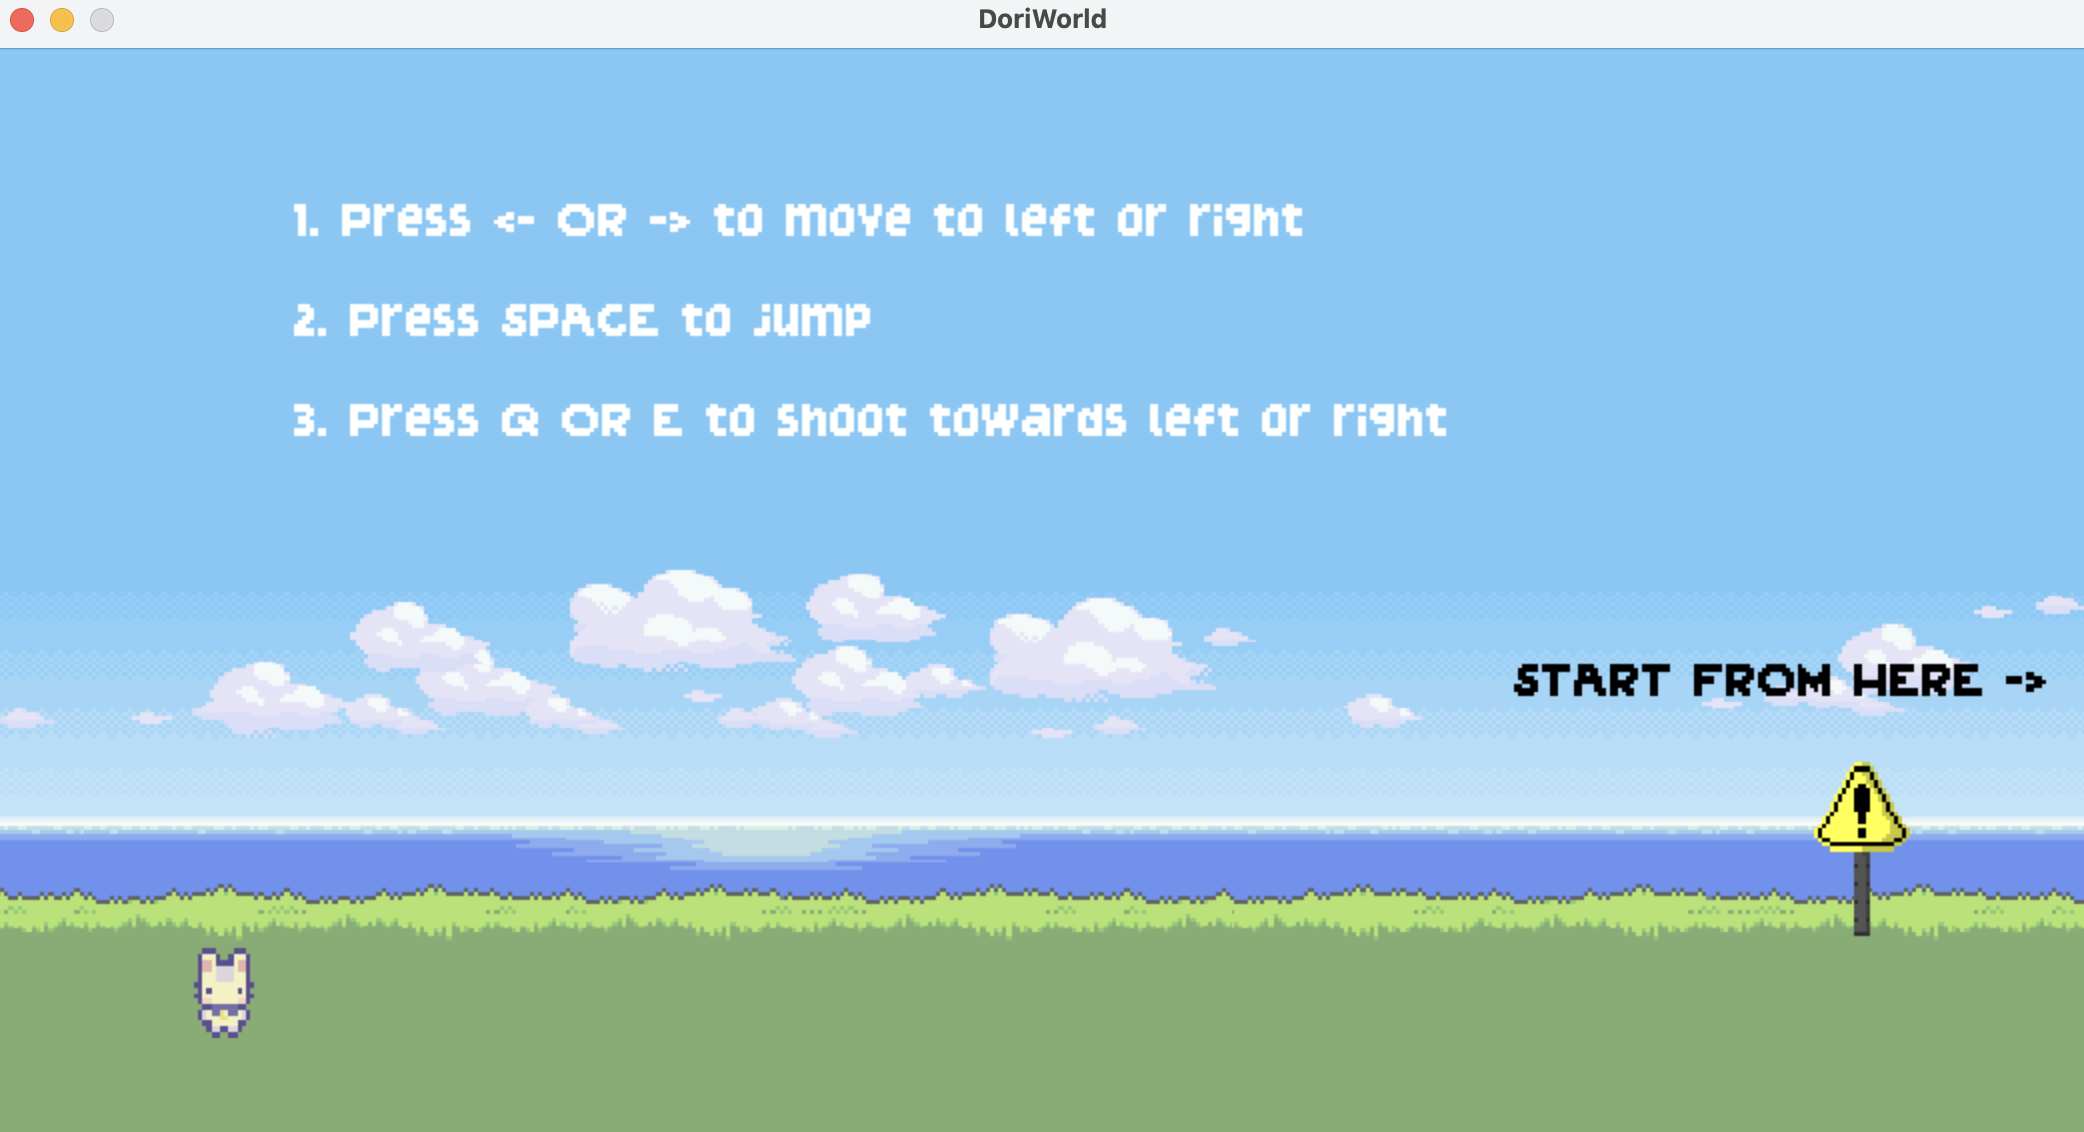 DoriWorld
1. Press <- OR -> to move to left or right
2. Press SPACE to jump
3. Press Q OR E to shoot towards left or right
START FROM HERE ->
!